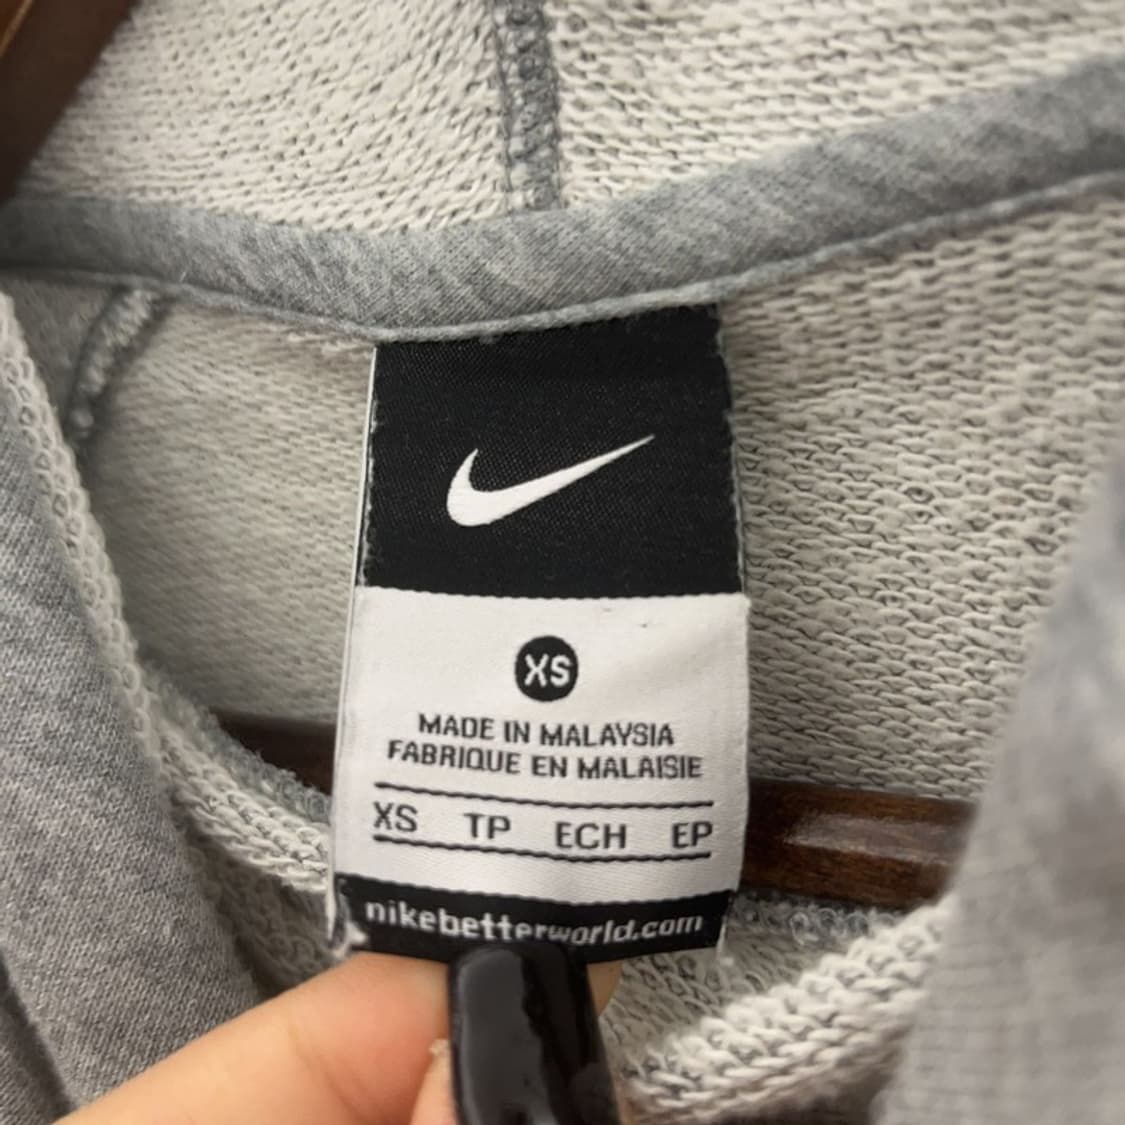 XS
MADE IN MALAYSIA
FABRIQUE EN MALAISIE
XS TP ECH EP
nikebetterworld.com